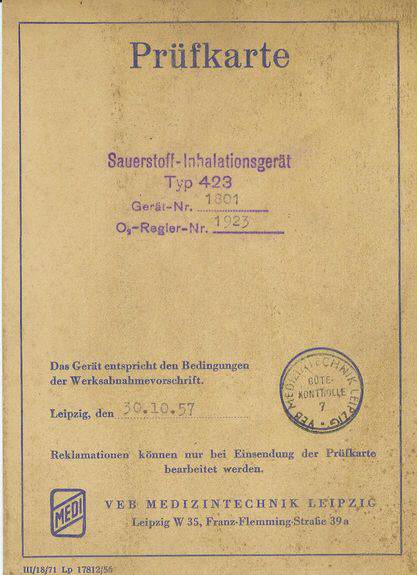 Prüfkarte
Sauerstoff-Inhalationsgerät
Typ 423
Gerät-Nr. 1801
O₂-Regler-Nr. 1923
Das Gerät entspricht den Bedingungen
der Werksabnahmevorschrift.
Leipzig, den 30.10.57
VEB MEDIZINTECHNIK LEIPZIG
GÜTE-
KONTROLLE
7
Reklamationen können nur bei Einsendung der Prüfkarte
bearbeitet werden.
MEDI
VEB MEDIZINTECHNIK LEIPZIG
Leipzig W 35, Franz-Flemming-Straße 39a
III/18/71 Lp 17812/56